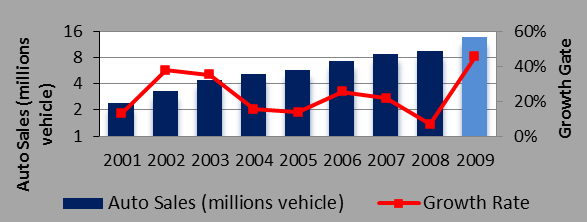 Auto Sales (millions
vehicle)
16
8
4
2
1
60%
40%
20%
0%
Growth Gate
2001 2002 2003 2004 2005 2006 2007 2008 2009
Auto Sales (millions vehicle) Growth Rate